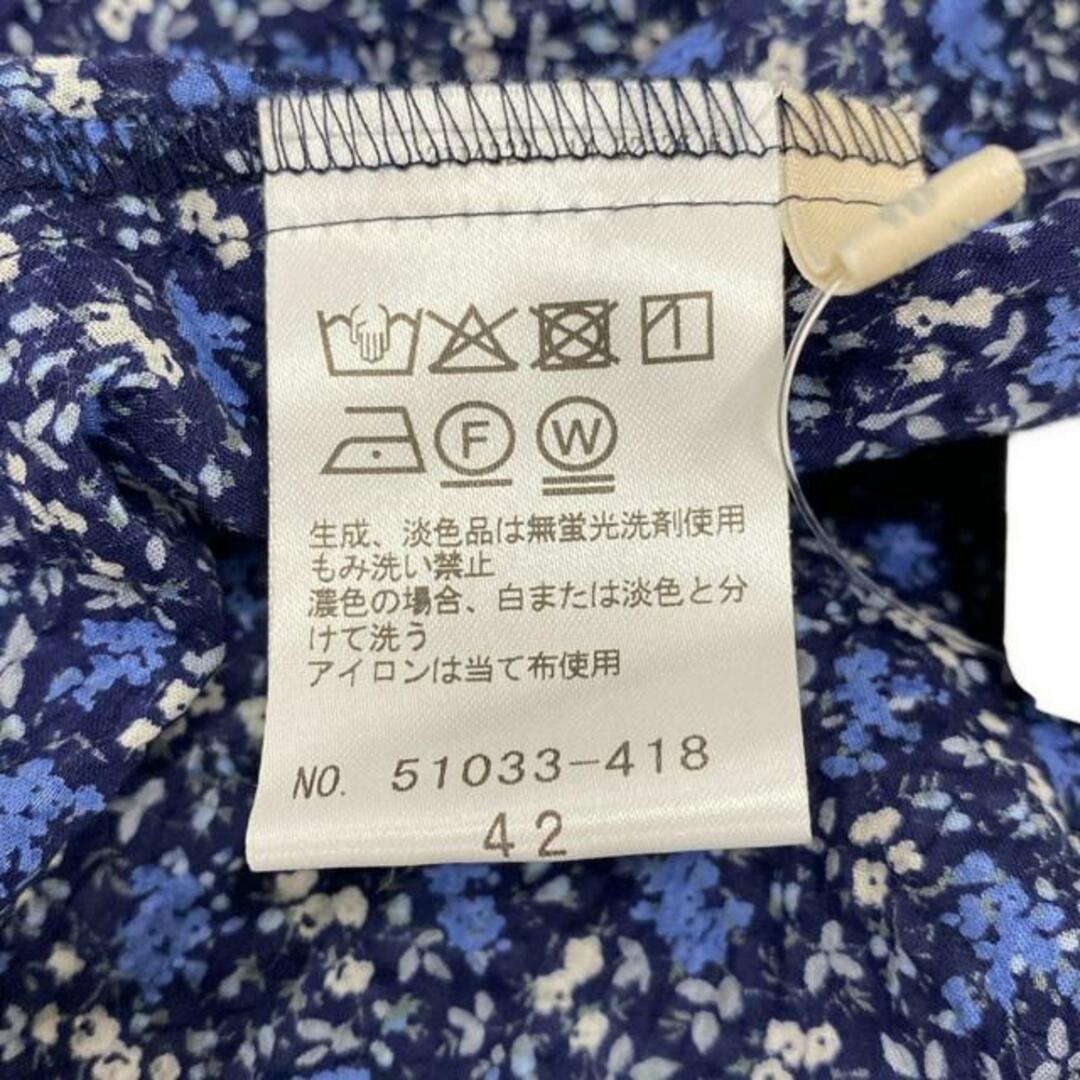 F W
生成、淡色品は無蛍光洗剤使用
もみ洗い禁止
濃色の場合、白または淡色と分
けて洗う
アイロンは当て布使用
NO. 51033-418
42